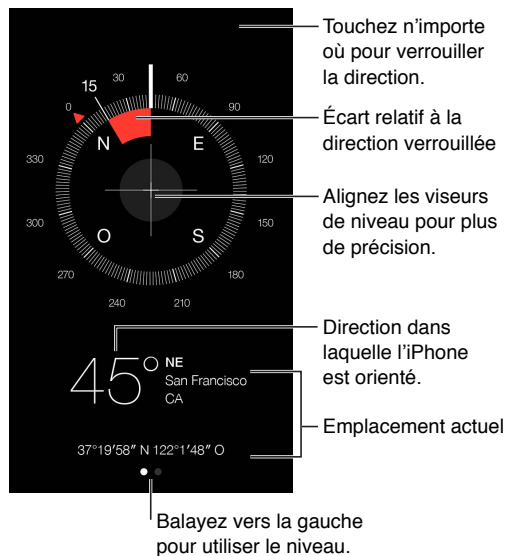 Touchez n’importe
où pour verrouiller
la direction.
15
30
60
0
90
Écart relatif à la
direction verrouillée
N
E
330
120
Alignez les viseurs
de niveau pour plus
de précision.
300
150
O
S
270
180
240
210
Direction dans
laquelle l’iPhone
est orienté.
45° NE
San Francisco
CA
Emplacement actuel
37°19′58″ N 122°1′48″ O
Balayez vers la gauche
pour utiliser le niveau.